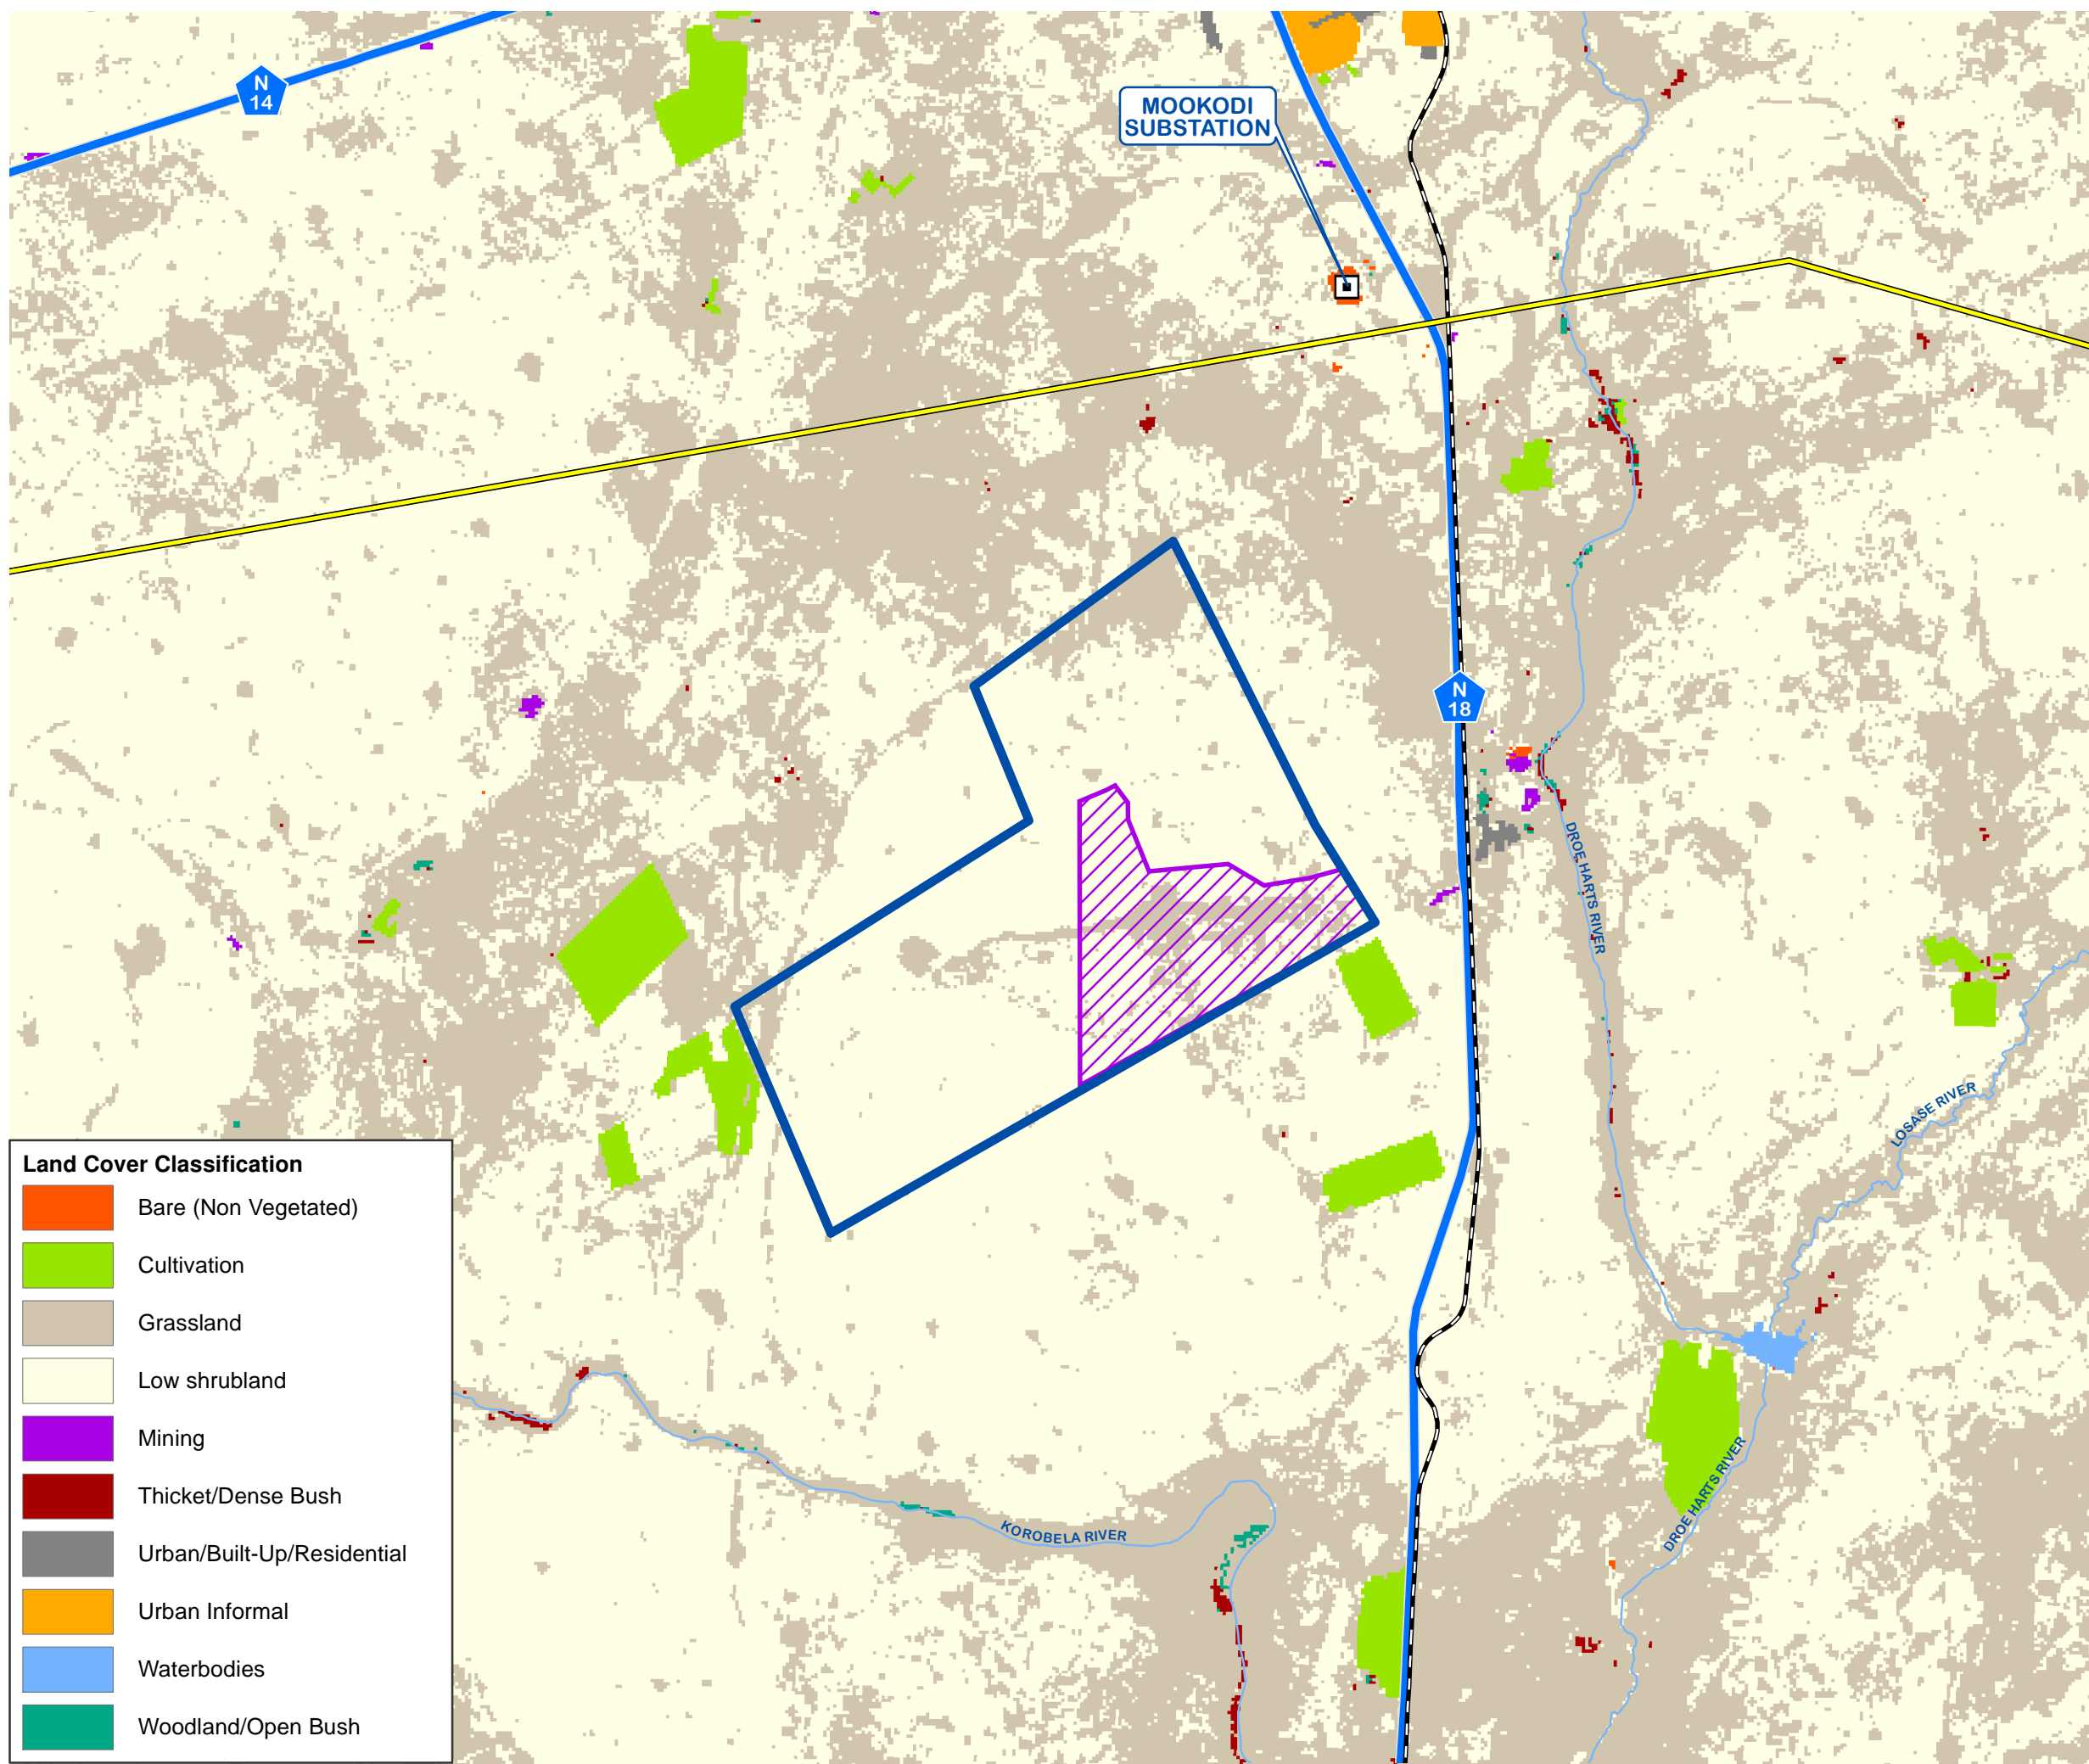 N
14
MOOKODI
SUBSTATION
N
18
DROE HARTS RIVER
LOSASE RIVER
DROE HARTS RIVER
KOROBELA RIVER
Land Cover Classification
Bare (Non Vegetated)
Cultivation
Grassland
Low shrubland
Mining
Thicket/Dense Bush
Urban/Built-Up/Residential
Urban Informal
Waterbodies
Woodland/Open Bush